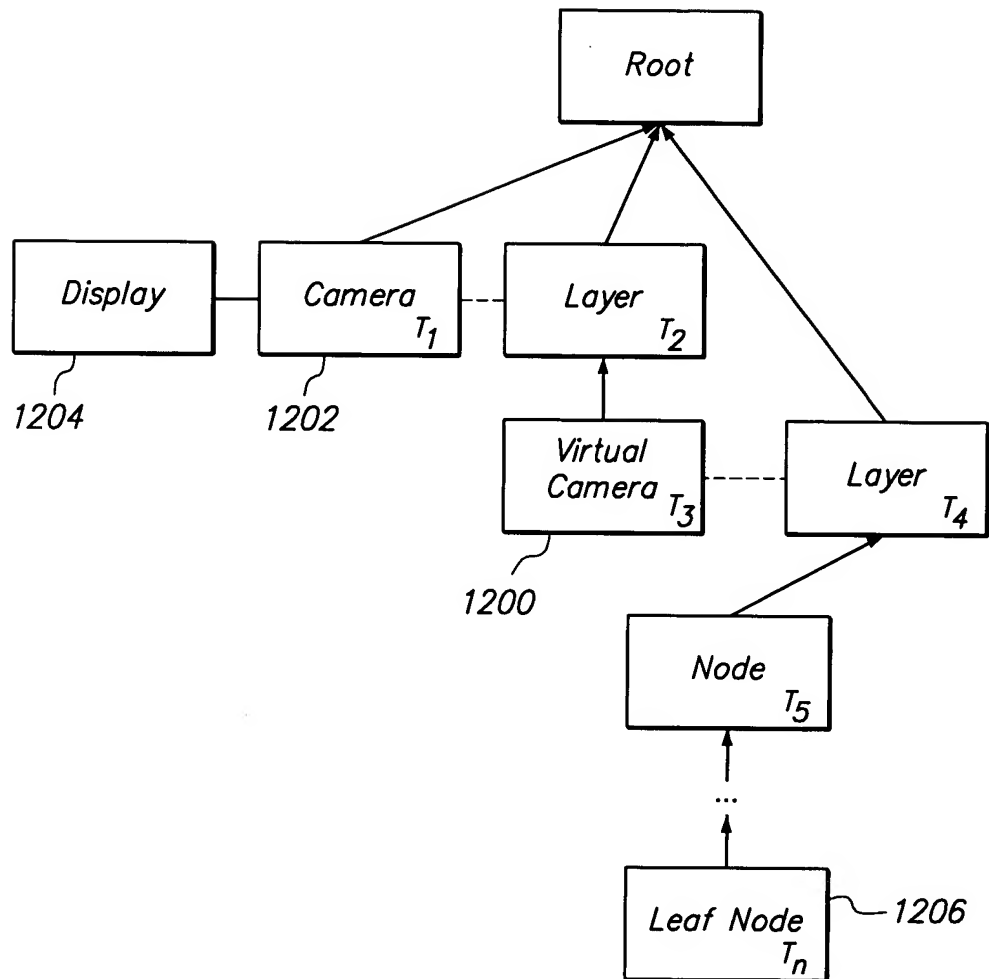 Root
Display
Camera
T1
Layer
T2
1204
1202
Virtual
Camera
T3
Layer
T4
1200
Node
T5
...
Leaf Node
Tn
1206